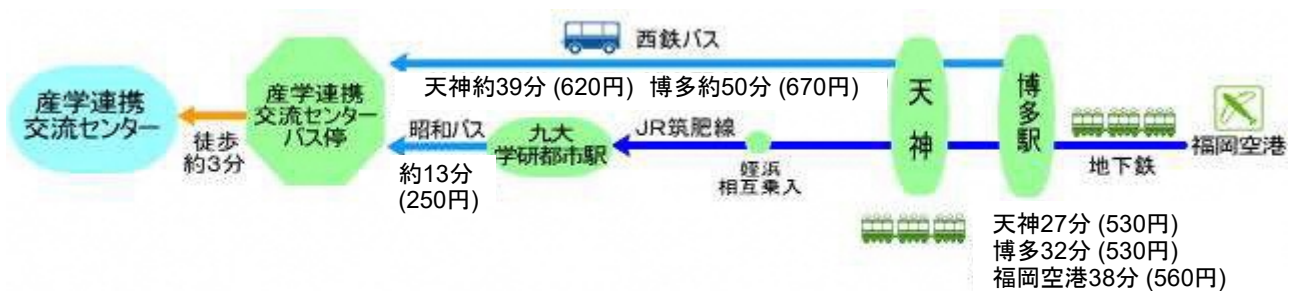 西鉄バス
天神約39分 (620円) 博多約50分 (670円)
産学連携
交流センター
徒歩
約3分
産学連携
交流センター
バス停
昭和バス
約13分
(250円)
九大
学研都市駅
JR筑肥線
姪浜
相互乗入
天神
博多駅
地下鉄
福岡空港
天神27分 (530円)
博多32分 (530円)
福岡空港38分 (560円)